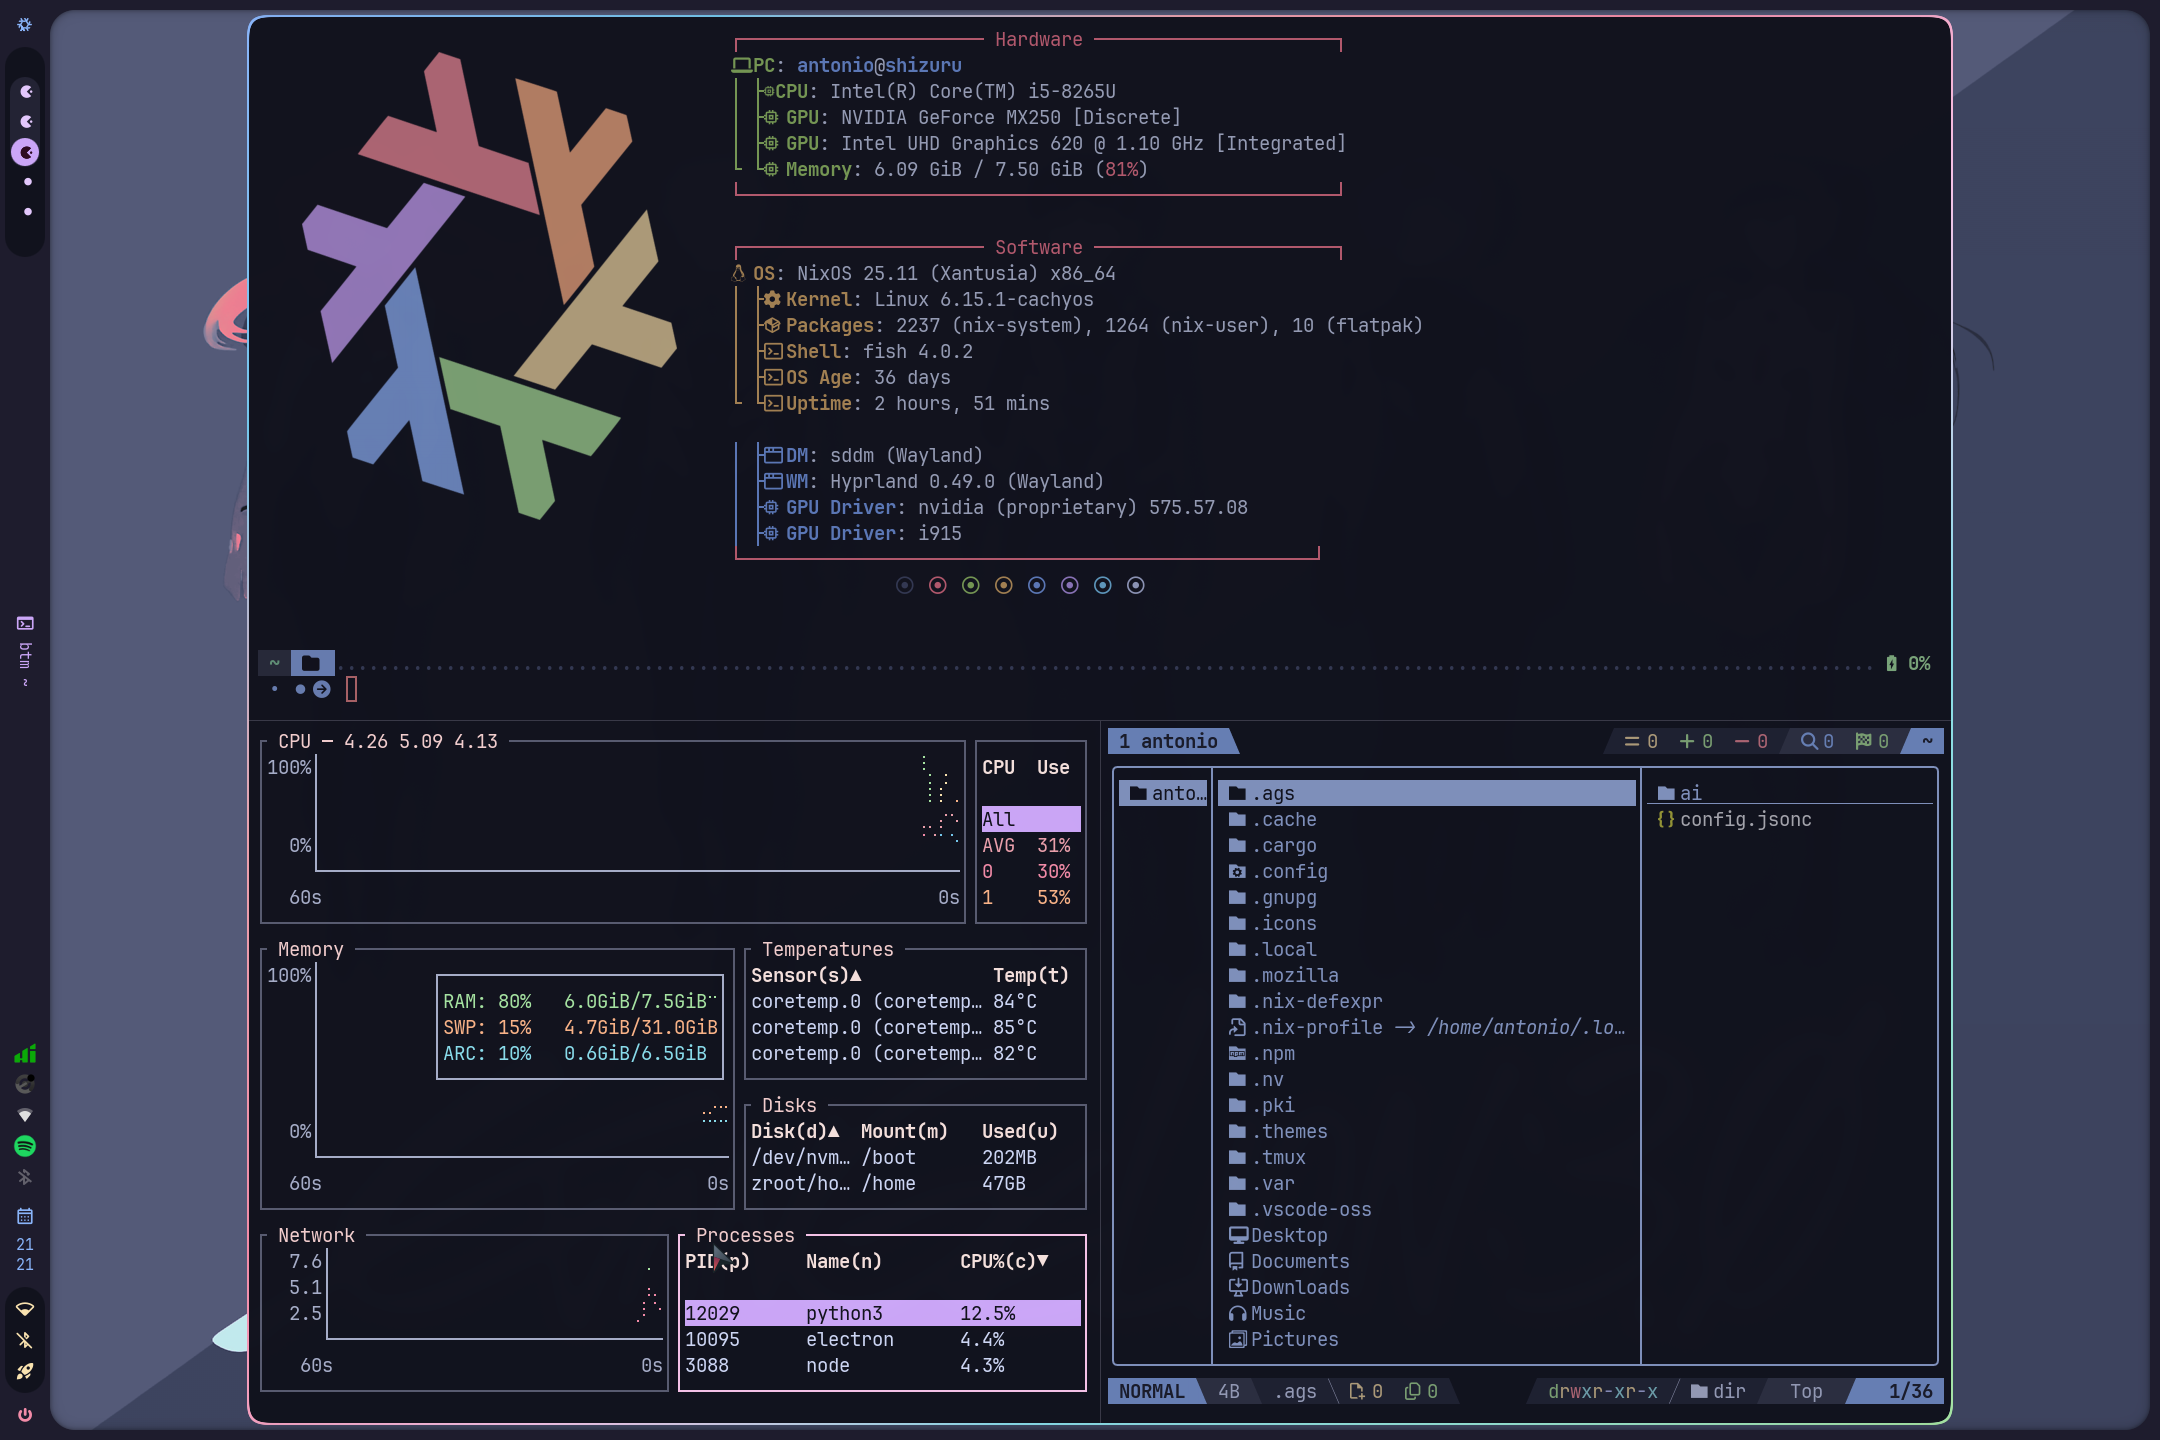 Hardware
PC: antonio@shizuru
CPU: Intel(R) Core(TM) i5-8265U
GPU: NVIDIA GeForce MX250 [Discrete]
GPU: Intel UHD Graphics 620 @ 1.10 GHz [Integrated]
Memory: 6.09 GiB / 7.50 GiB (81%)
Software
OS: NixOS 25.11 (Xantusia) x86_64
Kernel: Linux 6.15.1-cachyos
Packages: 2237 (nix-system), 1264 (nix-user), 10 (flatpak)
Shell: fish 4.0.2
OS Age: 36 days
Uptime: 2 hours, 51 mins
DM: sddm (Wayland)
WM: Hyprland 0.49.0 (Wayland)
GPU Driver: nvidia (proprietary) 575.57.08
GPU Driver: i915
~ 0%
btm ~
21
21
CPU — 4.26 5.09 4.13
100%
0%
60s 0s
CPU Use
All
AVG 31%
0 30%
1 53%
Memory
100%
RAM: 80% 6.0GiB/7.5GiB
SWP: 15% 4.7GiB/31.0GiB
ARC: 10% 0.6GiB/6.5GiB
0%
60s 0s
Temperatures
Sensor(s)▲ Temp(t)
coretemp.0 (coretemp… 84°C
coretemp.0 (coretemp… 85°C
coretemp.0 (coretemp… 82°C
Disks
Disk(d)▲ Mount(m) Used(u)
/dev/nvm… /boot 202MB
zroot/ho… /home 47GB
Network
7.6
5.1
2.5
60s 0s
Processes
PID(p) Name(n) CPU%(c)▼
12029 python3 12.5%
10095 electron 4.4%
3088 node 4.3%
1 antonio = 0 + 0 − 0 0 0 ~
anto…
.ags
.cache
.cargo
.config
.gnupg
.icons
.local
.mozilla
.nix-defexpr
.nix-profile —> /home/antonio/.lo…
.npm
.nv
.pki
.themes
.tmux
.var
.vscode-oss
Desktop
Documents
Downloads
Music
Pictures
ai
config.jsonc
NORMAL 4B .ags 0 0 drwxr-xr-x dir Top 1/36